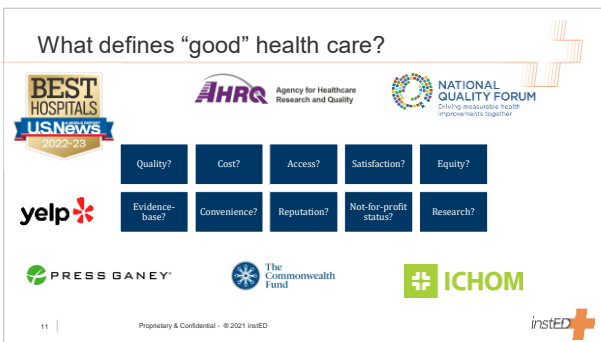 What defines “good” health care?
BEST
HOSPITALS
U.S.News
2022-23
AHRQ
Agency for Healthcare
Research and Quality
NATIONAL
QUALITY FORUM
Driving measurable health
improvements together
Quality?
Cost?
Access?
Satisfaction?
Equity?
yelp
Evidence-
base?
Convenience?
Reputation?
Not-for-profit
status?
Research?
PRESS GANEY
The
Commonwealth
Fund
ICHOM
11
Proprietary & Confidential - ® 2021 instED
instED